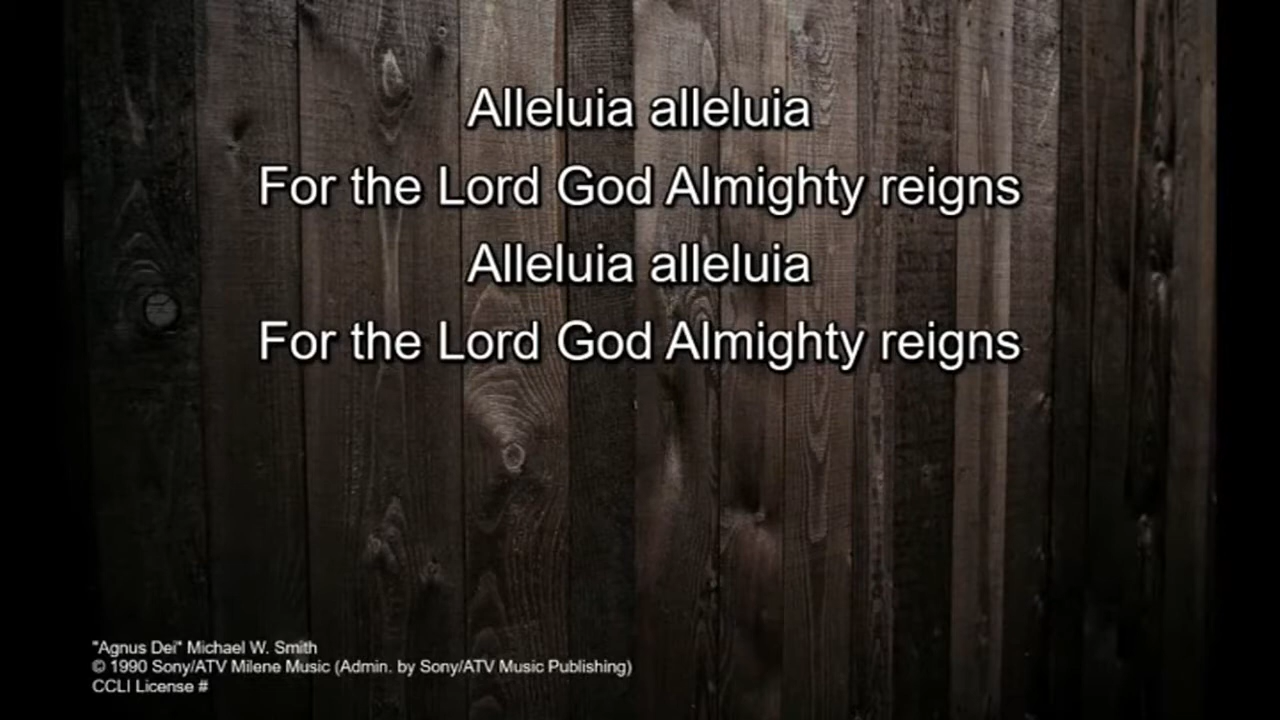 Alleluia alleluia
For the Lord God Almighty reigns
Alleluia alleluia
For the Lord God Almighty reigns
"Agnus Dei" Michael W. Smith
© 1990 Sony/ATV Milene Music (Admin. by Sony/ATV Music Publishing)
CCLI License #